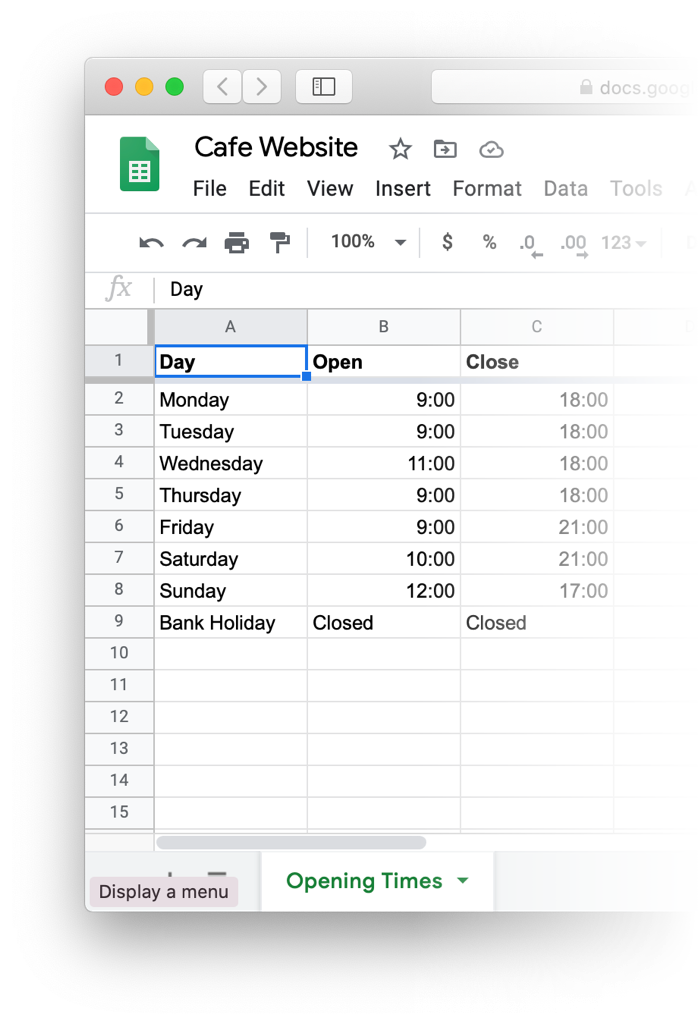 docs.goog
Cafe Website
File Edit View Insert Format Data Tools
100% $ % .0 .00 123
fx Day
A B C
1 Day Open Close
2 Monday 9:00 18:00
3 Tuesday 9:00 18:00
4 Wednesday 11:00 18:00
5 Thursday 9:00 18:00
6 Friday 9:00 21:00
7 Saturday 10:00 21:00
8 Sunday 12:00 17:00
9 Bank Holiday Closed Closed
10
11
12
13
14
15
Opening Times
Display a menu